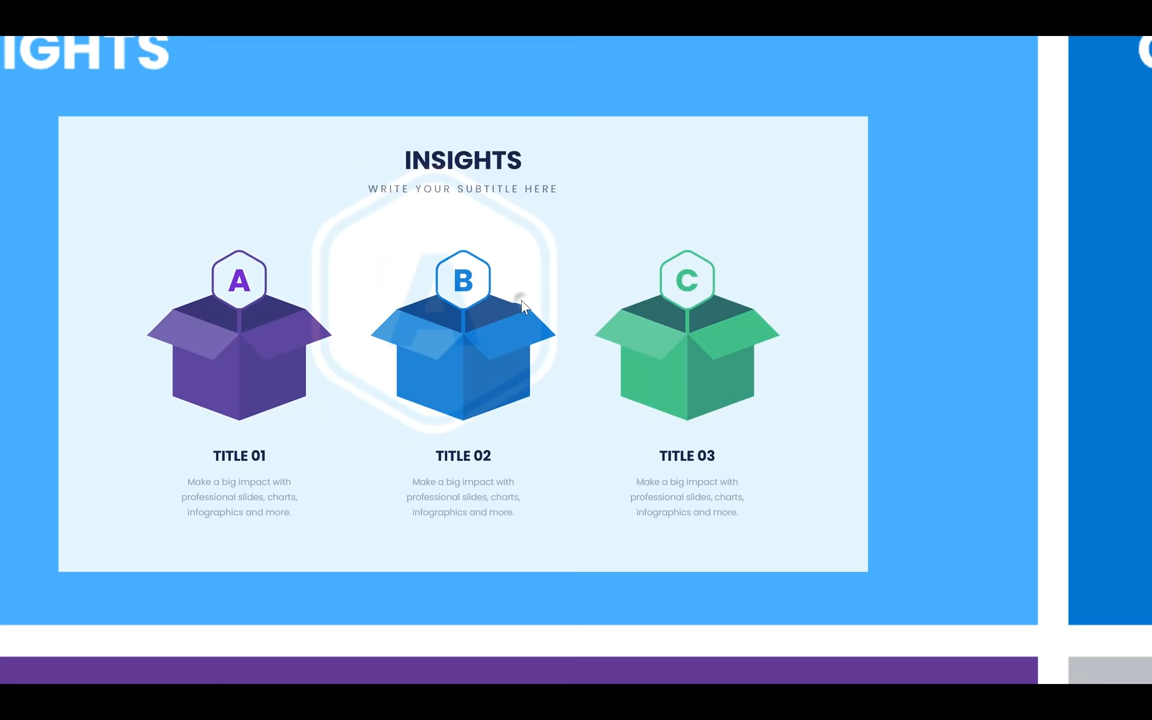 IGHTS
INSIGHTS
WRITE YOUR SUBTITLE HERE
A
B
C
TITLE 01
TITLE 02
TITLE 03
Make a big impact with
professional slides, charts,
infographics and more.
Make a big impact with
professional slides, charts,
infographics and more.
Make a big impact with
professional slides, charts,
infographics and more.